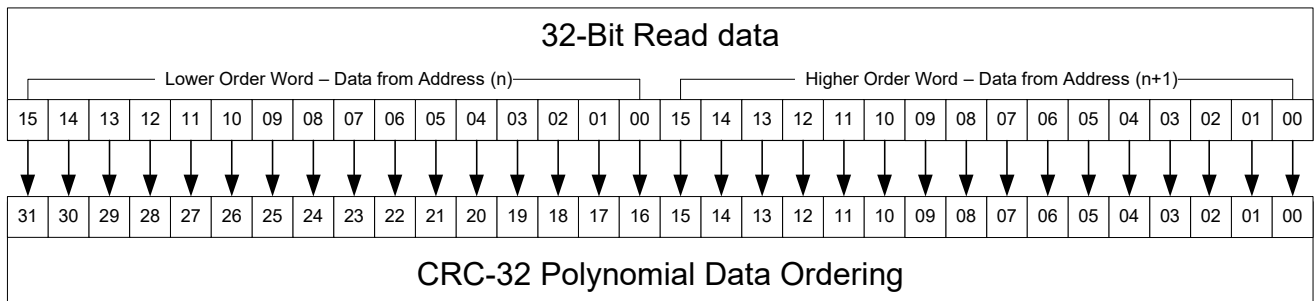 32-Bit Read data
Lower Order Word – Data from Address (n) Higher Order Word – Data from Address (n+1)
15 14 13 12 11 10 09 08 07 06 05 04 03 02 01 00 15 14 13 12 11 10 09 08 07 06 05 04 03 02 01 00
31 30 29 28 27 26 25 24 23 22 21 20 19 18 17 16 15 14 13 12 11 10 09 08 07 06 05 04 03 02 01 00
CRC-32 Polynomial Data Ordering